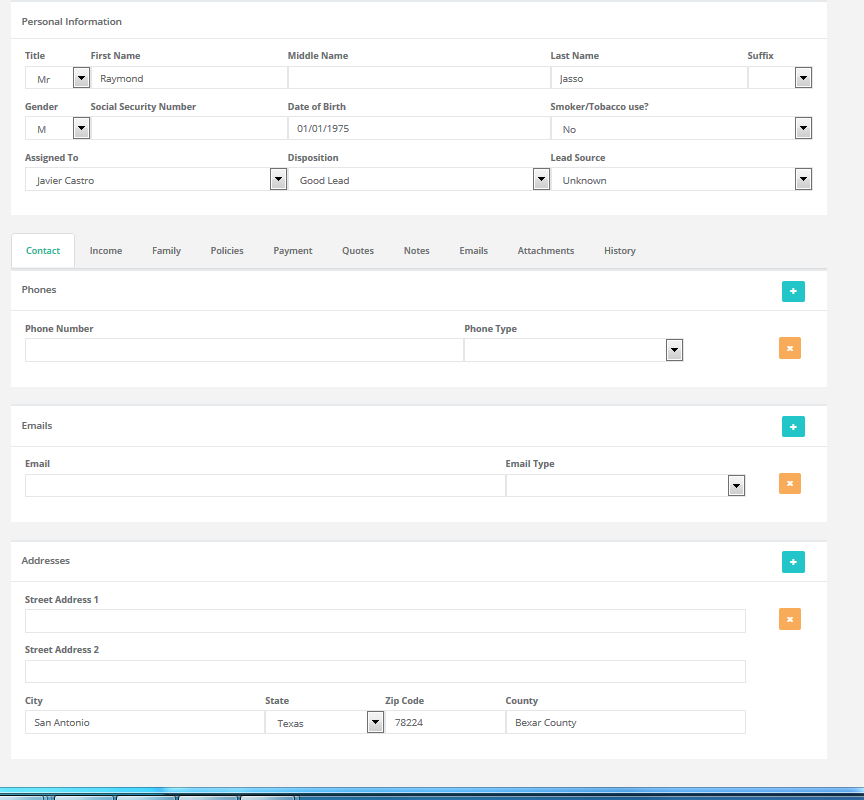 Personal Information
Title First Name Middle Name Last Name Suffix
Mr Raymond Jasso
Gender Social Security Number Date of Birth Smoker/Tobacco use?
M 01/01/1975 No
Assigned To Disposition Lead Source
Javier Castro Good Lead Unknown
Contact Income Family Policies Payment Quotes Notes Emails Attachments History
Phones
Phone Number Phone Type
Emails
Email Email Type
Addresses
Street Address 1
Street Address 2
City State Zip Code County
San Antonio Texas 78224 Bexar County